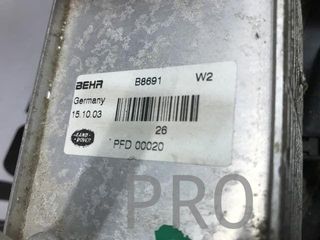 BEHR B8691 W2
Germany
15.10.03
LAND ROVER 26
PFD 00020
PRO